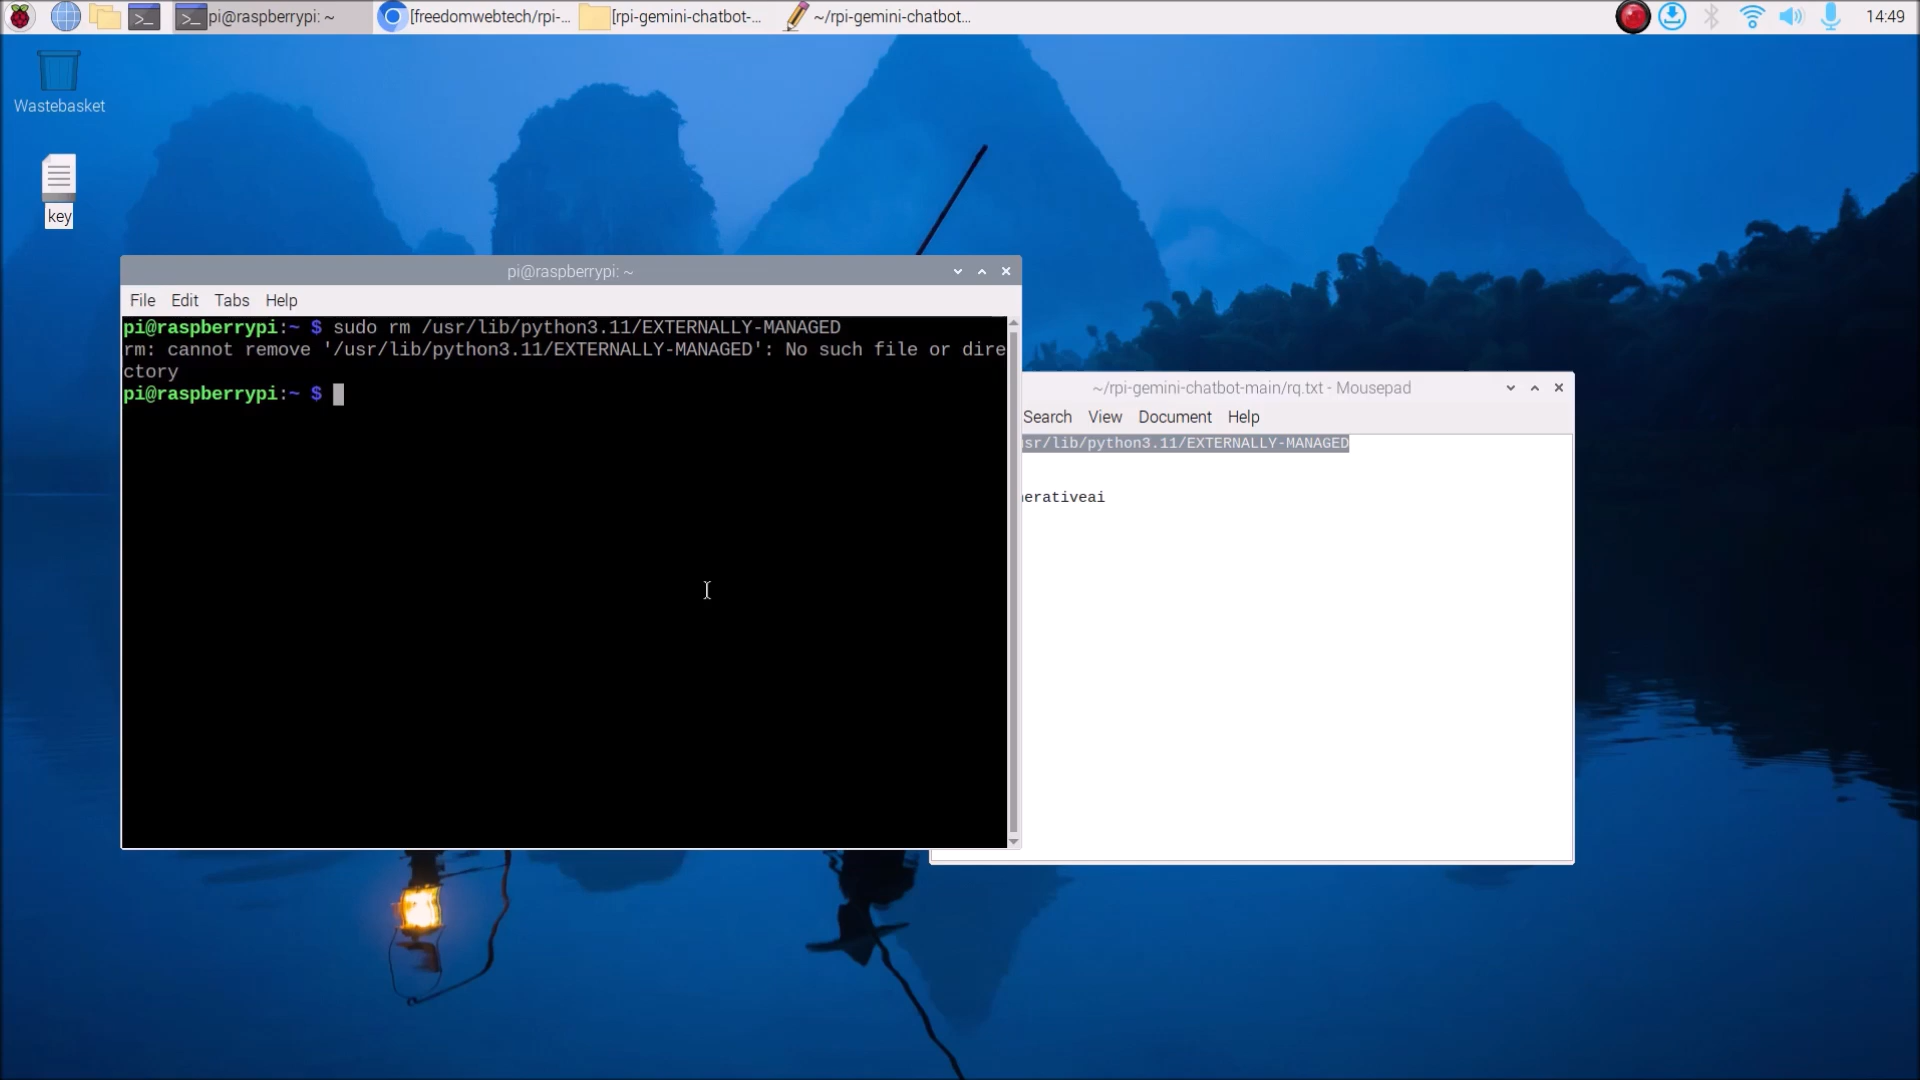 pi@raspberrypi: ~
[freedomwebtech/rpi-...
[rpi-gemini-chatbot-...
~/rpi-gemini-chatbot...
14:49
Wastebasket
key
pi@raspberrypi: ~
File Edit Tabs Help
pi@raspberrypi:~ $ sudo rm /usr/lib/python3.11/EXTERNALLY-MANAGED
rm: cannot remove '/usr/lib/python3.11/EXTERNALLY-MANAGED': No such file or dire
ctory
pi@raspberrypi:~ $
~/rpi-gemini-chatbot-main/rq.txt - Mousepad
Search View Document Help
sr/lib/python3.11/EXTERNALLY-MANAGED
nerativeai